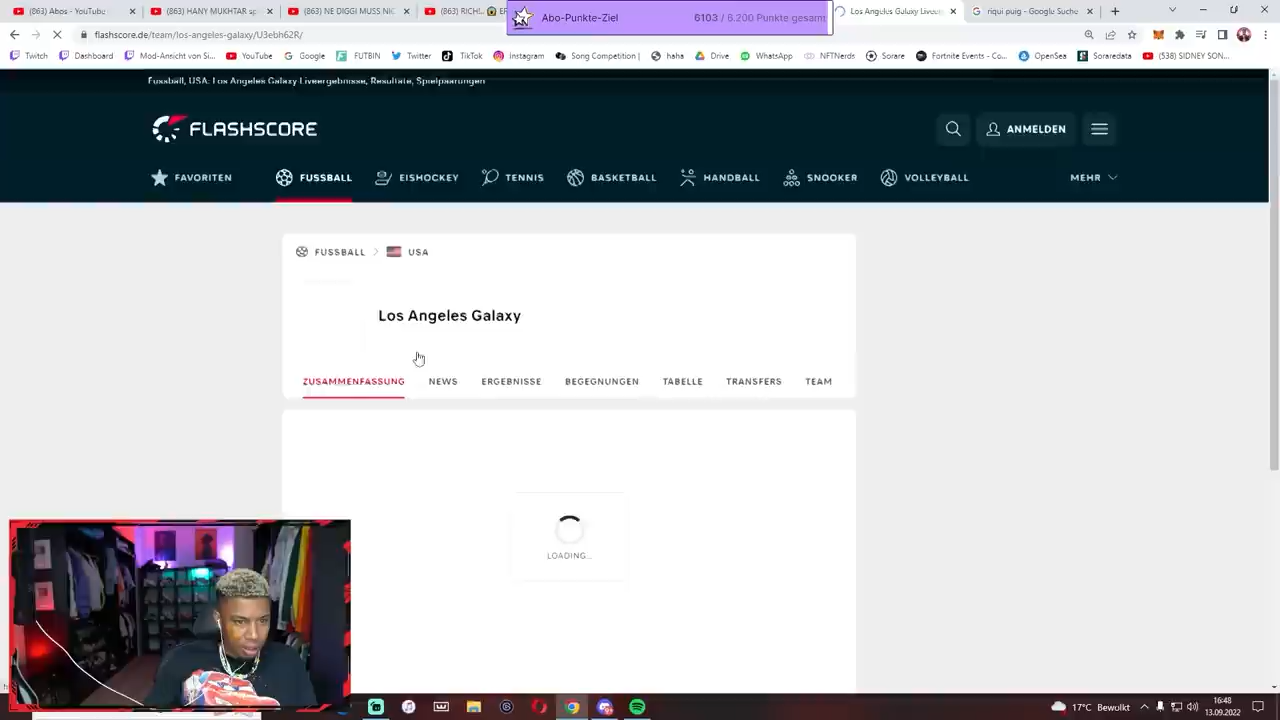 (863) Abos - YouTube
(863) HANY MUKHTAR sp
(863) NE DIGGI MUSS NIC
(863) RICHL
Abo-Punkte-Ziel
6103 / 8.200 Punkte gesamt
Los Angeles Galaxy Liveerg
riqui puig - Google Suche
flashscore.de/team/los-angeles-galaxy/U3ebh62R/
Twitch
Dashboard
Mod-Ansicht von Si...
YouTube
Google
FUTBIN
Twitter
TikTok
Instagram
Song Competition |
haha
Drive
WhatsApp
NFTNerds
Sorare
Fortnite Events - Co...
OpenSea
Soraredata
(538) SIDNEY SON...
Fussball, USA: Los Angeles Galaxy Liveergebnisse, Resultate, Spielpaarungen
FLASHSCORE
ANMELDEN
FAVORITEN
FUSSBALL
EISHOCKEY
TENNIS
BASKETBALL
HANDBALL
SNOOKER
VOLLEYBALL
MEHR
FUSSBALL
USA
Los Angeles Galaxy
ZUSAMMENFASSUNG
NEWS
ERGEBNISSE
BEGEGNUNGEN
TABELLE
TRANSFERS
TEAM
LOADING...
17°C Bewölkt
16:48
13.09.2022